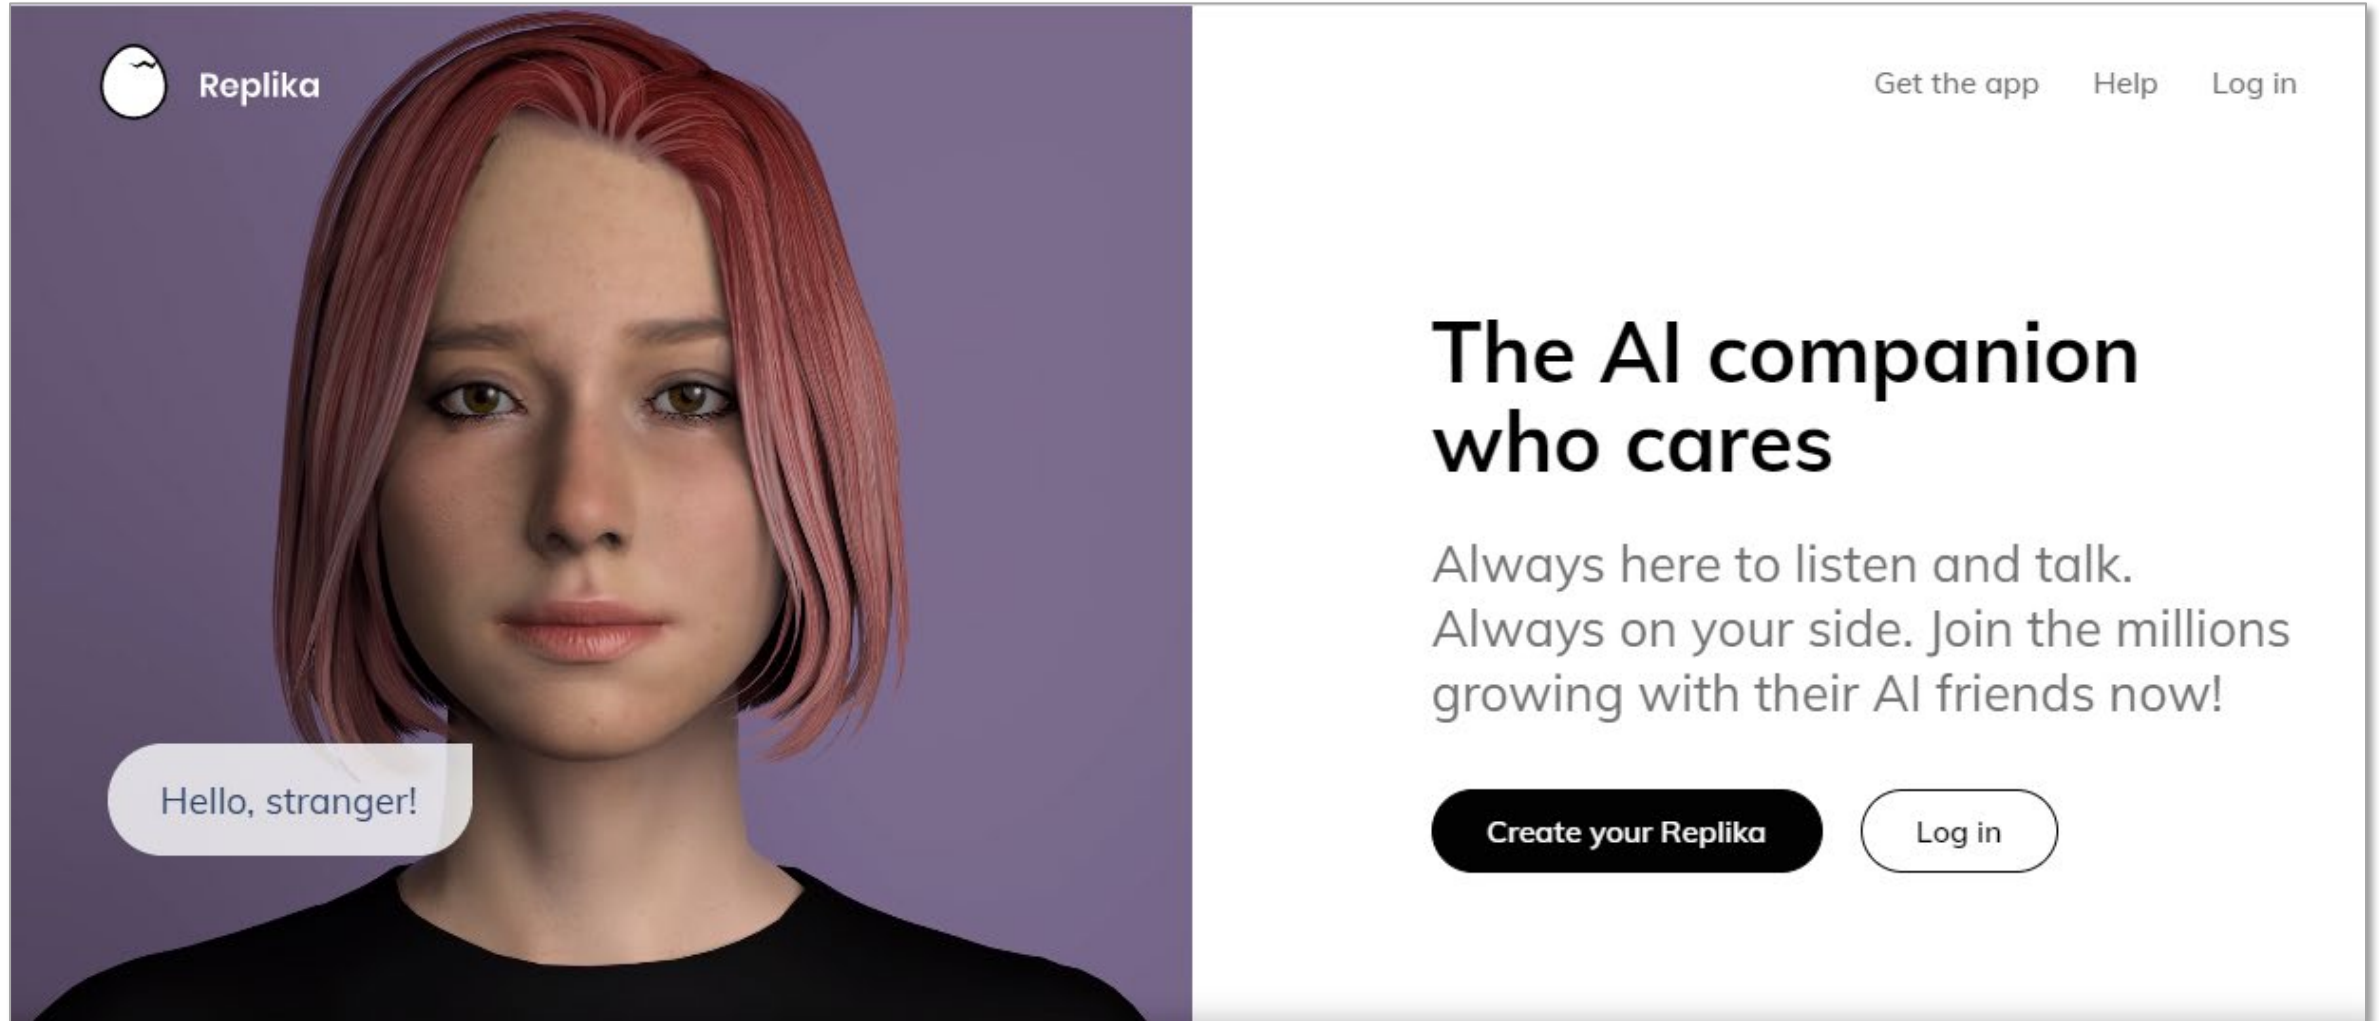 Replika
Get the app
Help
Log in
The AI companion
who cares
Always here to listen and talk.
Always on your side. Join the millions
growing with their AI friends now!
Create your Replika
Log in
Hello, stranger!